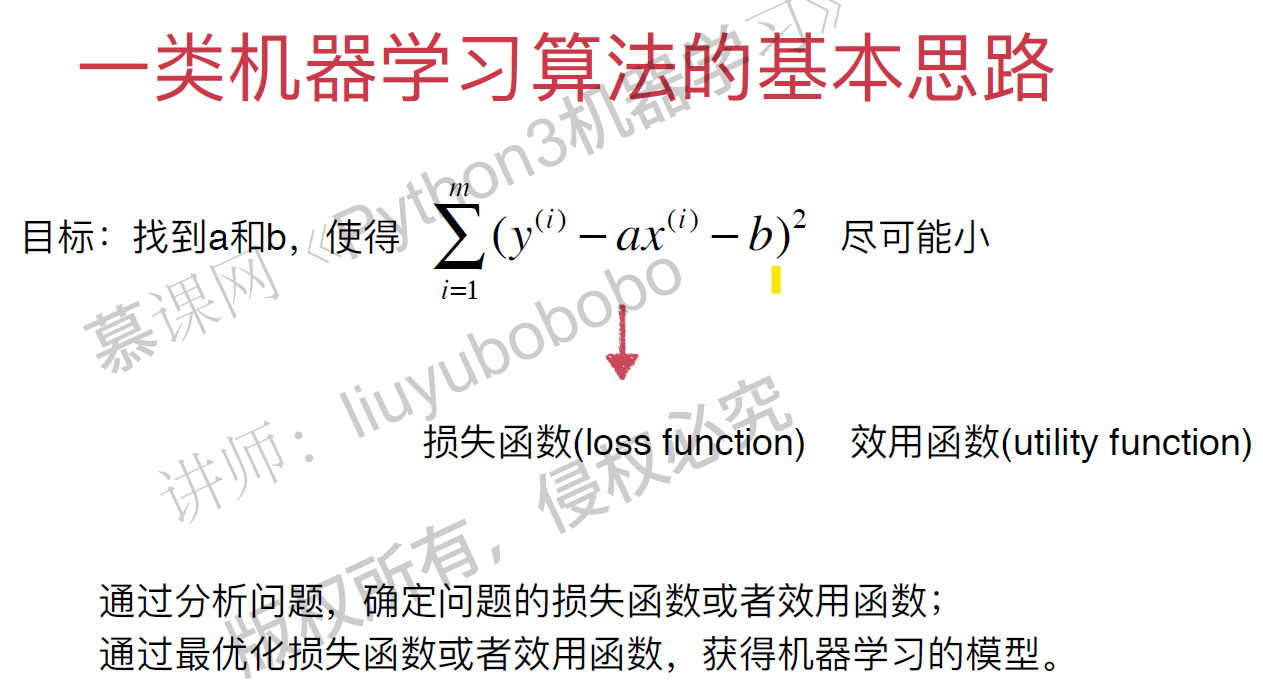 一类机器学习算法的基本思路
目标：找到a和b，使得 \sum_{i=1}^{m}(y^{(i)} - ax^{(i)} - b)^2 尽可能小
损失函数(loss function) 效用函数(utility function)
通过分析问题，确定问题的损失函数或者效用函数；
通过最优化损失函数或者效用函数，获得机器学习的模型。
慕课网《Python3机器学习》
讲师：liuyubobobo
版权所有，侵权必究